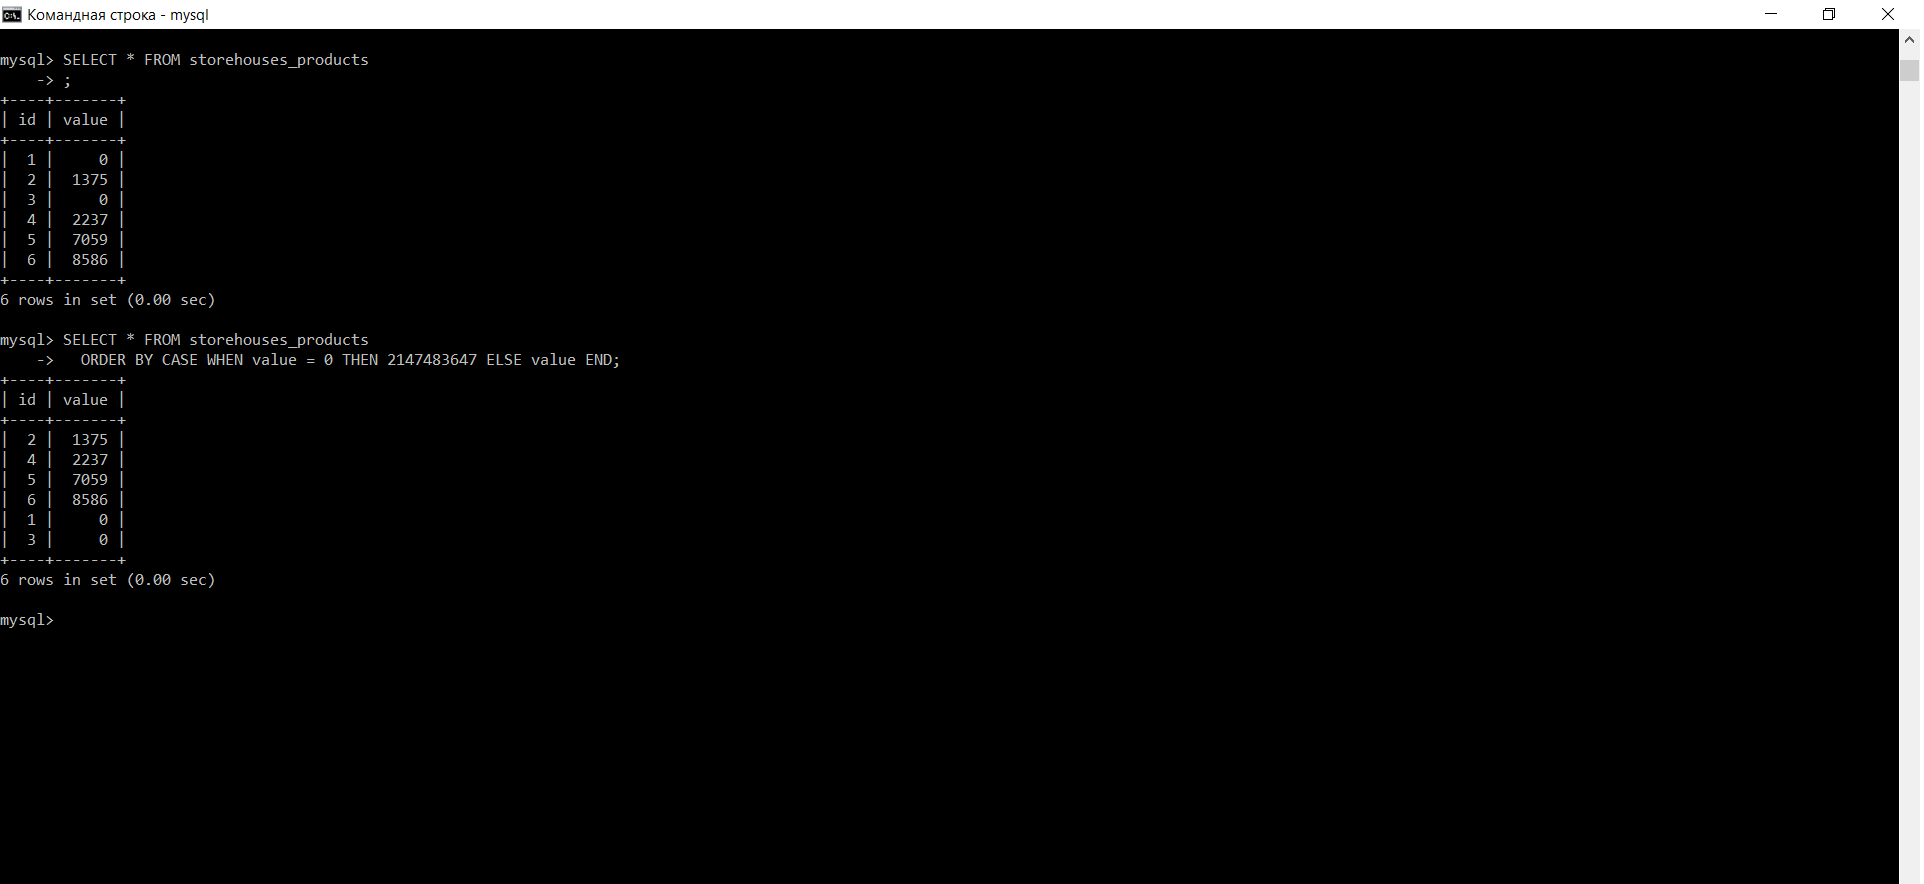 Командная строка - mysql
mysql> SELECT * FROM storehouses_products
    -> ;
+----+-------+
| id | value |
+----+-------+
|  1 |     0 |
|  2 |  1375 |
|  3 |     0 |
|  4 |  2237 |
|  5 |  7059 |
|  6 |  8586 |
+----+-------+
6 rows in set (0.00 sec)
mysql> SELECT * FROM storehouses_products
    ->   ORDER BY CASE WHEN value = 0 THEN 2147483647 ELSE value END;
+----+-------+
| id | value |
+----+-------+
|  2 |  1375 |
|  4 |  2237 |
|  5 |  7059 |
|  6 |  8586 |
|  1 |     0 |
|  3 |     0 |
+----+-------+
6 rows in set (0.00 sec)
mysql>